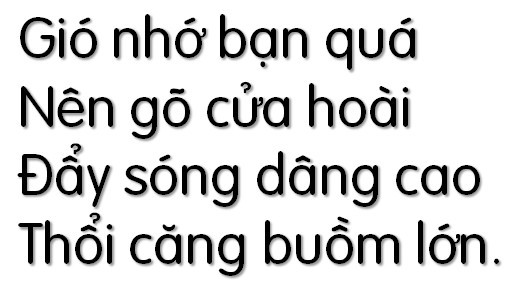 Gió nhớ bạn quá
Nên gõ cửa hoài
Đẩy sóng dâng cao
Thổi căng buồm lớn.